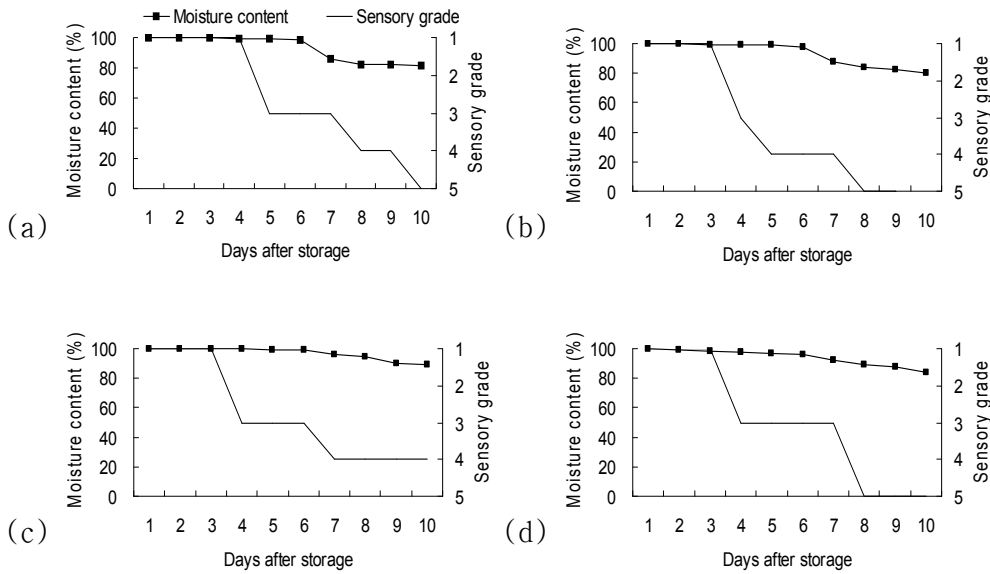 Moisture content Sensory grade
Moisture content (%)
100
80
60
40
20
0
1
2
3
4
5
Sensory grade
1 2 3 4 5 6 7 8 9 10
Days after storage
(a)
Moisture content (%)
100
80
60
40
20
0
1
2
3
4
5
Sensory grade
1 2 3 4 5 6 7 8 9 10
Days after storage
(b)
Moisture content (%)
100
80
60
40
20
0
1
2
3
4
5
Sensory grade
1 2 3 4 5 6 7 8 9 10
Days after storage
(c)
Moisture content (%)
100
80
60
40
20
0
1
2
3
4
5
Sensory grade
1 2 3 4 5 6 7 8 9 10
Days after storage
(d)